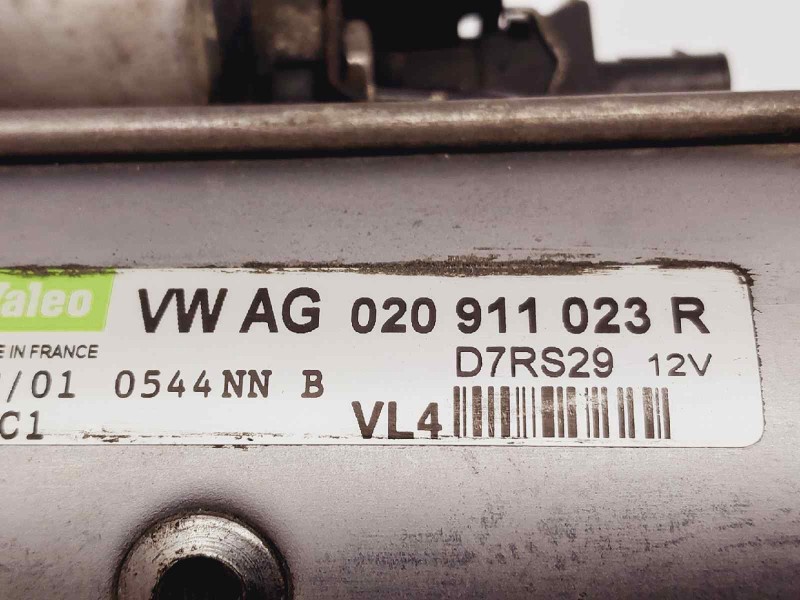 Valeo VW AG 020 911 023 R
E IN FRANCE D7RS29 12V
/01 0544NN B
C1 VL4